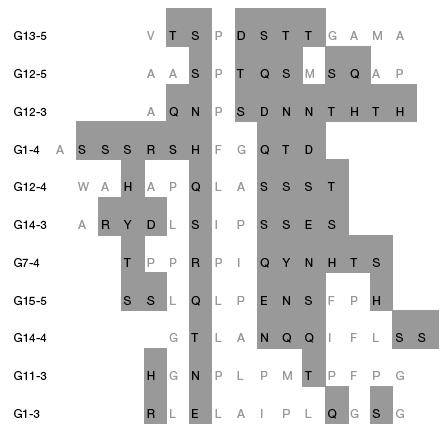 G13-5 V T S P D S T T G A M A
G12-5 A A S P T Q S M S Q A P
G12-3 A Q N P S D N N T H T H
G1-4 A S S S R S H F G Q T D
G12-4 W A H A P Q L A S S S T
G14-3 A R Y D L S I P S S E S
G7-4 T P P R P I Q Y N H T S
G15-5 S S L Q L P E N S F P H
G14-4 G T L A N Q Q I F L S S
G11-3 H G N P L P M T P F P G
G1-3 R L E L A I P L Q G S G